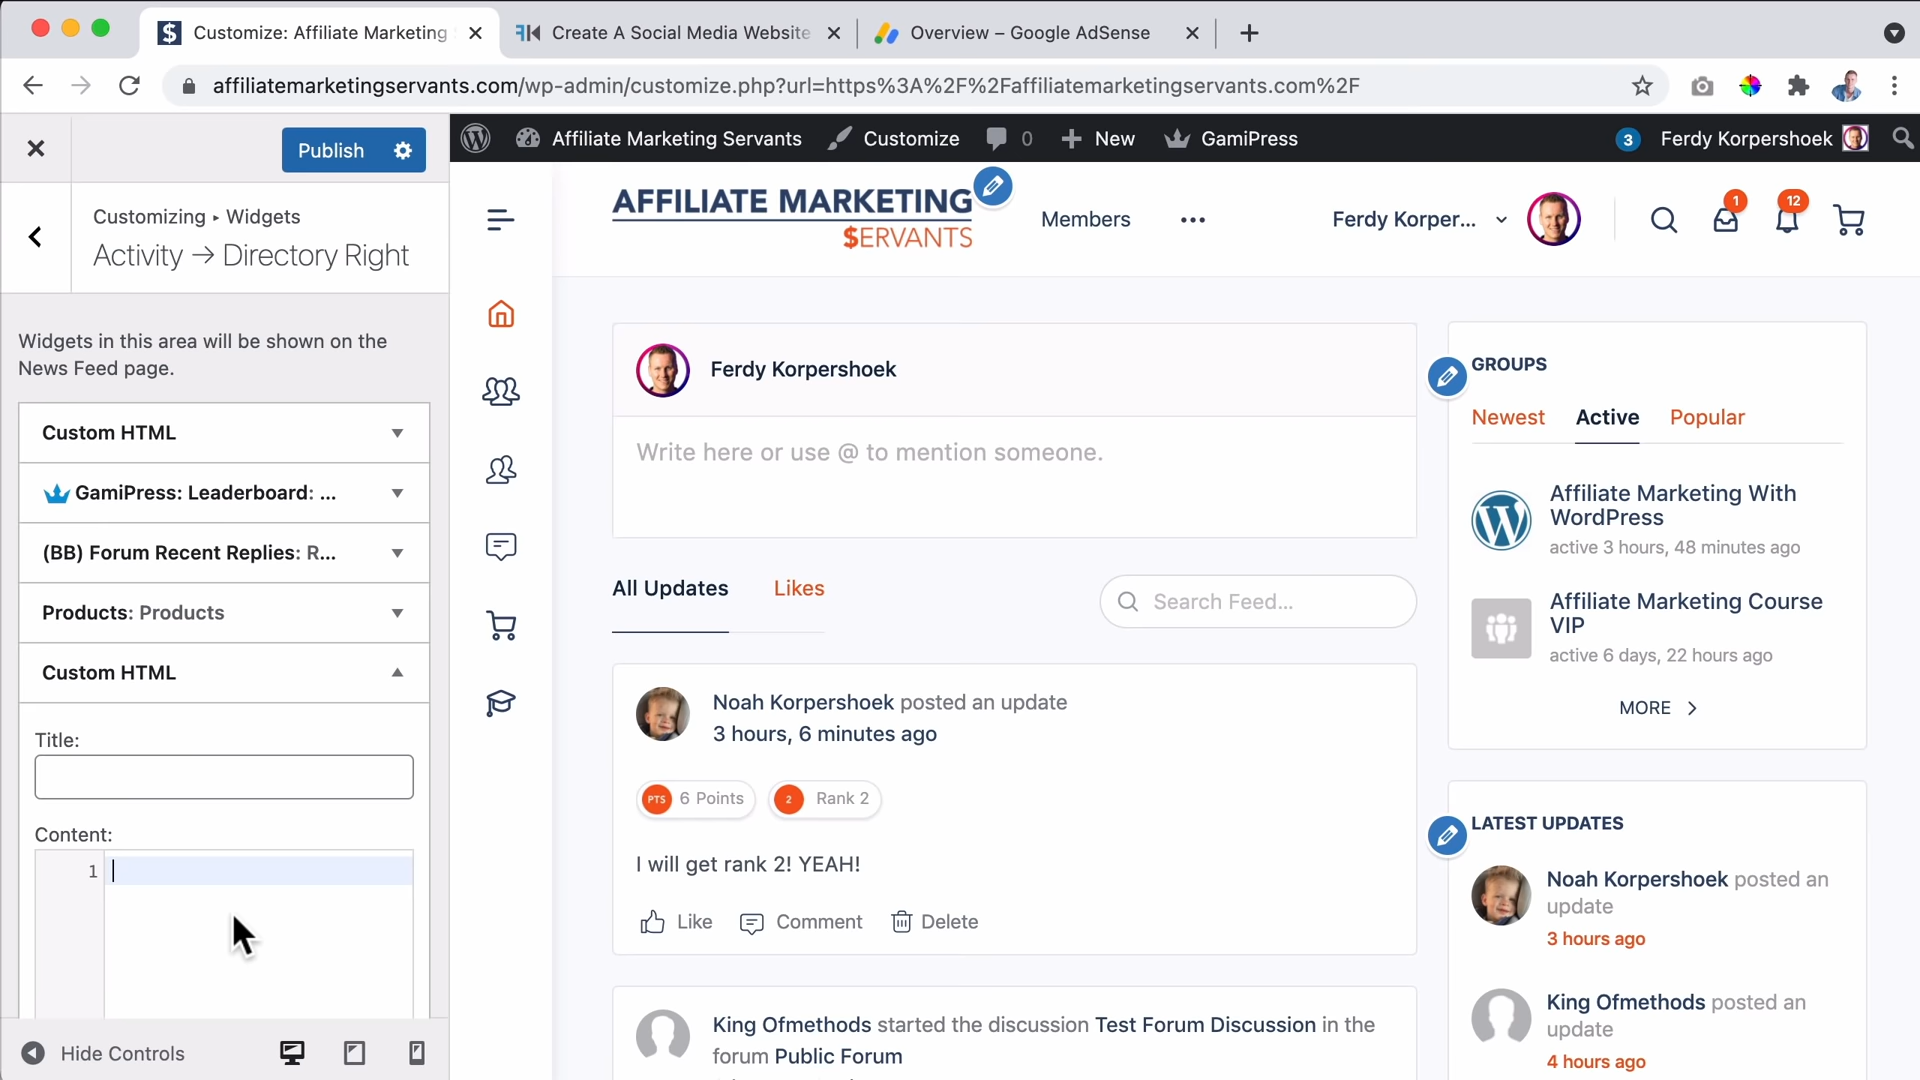 Customize: Affiliate Marketing
Create A Social Media Website
Overview – Google AdSense
affiliatemarketingservants.com/wp-admin/customize.php?url=https%3A%2F%2Faffiliatemarketingservants.com%2F
Publish
Affiliate Marketing Servants
Customize
0
New
GamiPress
3
Ferdy Korpershoek
Customizing ▸ Widgets
Activity → Directory Right
Widgets in this area will be shown on the
News Feed page.
Custom HTML
GamiPress: Leaderboard: ...
(BB) Forum Recent Replies: R...
Products: Products
Custom HTML
Title:
Content:
1
Hide Controls
AFFILIATE MARKETING
$ERVANTS
Members
Ferdy Korper...
1
12
Ferdy Korpershoek
Write here or use @ to mention someone.
All Updates
Likes
Search Feed...
Noah Korpershoek posted an update
3 hours, 6 minutes ago
PTS
6 Points
2
Rank 2
I will get rank 2! YEAH!
Like
Comment
Delete
King Ofmethods started the discussion Test Forum Discussion in the
forum Public Forum
GROUPS
Newest
Active
Popular
Affiliate Marketing With
WordPress
active 3 hours, 48 minutes ago
Affiliate Marketing Course
VIP
active 6 days, 22 hours ago
MORE
LATEST UPDATES
Noah Korpershoek posted an
update
3 hours ago
King Ofmethods posted an
update
4 hours ago